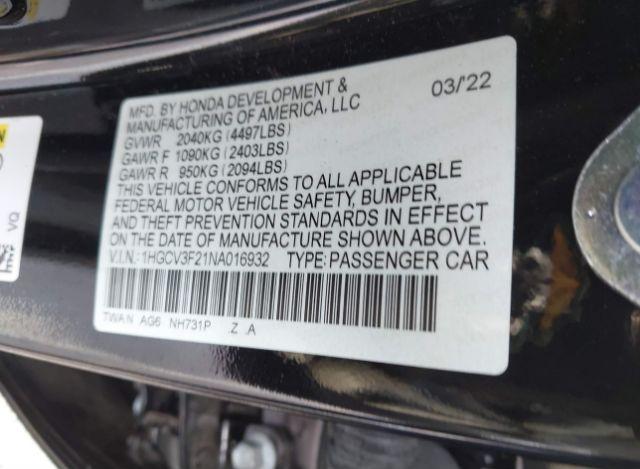 MFD. BY HONDA DEVELOPMENT & 03/'22
MANUFACTURING OF AMERICA, LLC
GVWR 2040KG (4497LBS)
GAWR F 1090KG (2403LBS)
GAWR R 950KG (2094LBS)
THIS VEHICLE CONFORMS TO ALL APPLICABLE
FEDERAL MOTOR VEHICLE SAFETY, BUMPER,
AND THEFT PREVENTION STANDARDS IN EFFECT
ON THE DATE OF MANUFACTURE SHOWN ABOVE.
V.I.N.: 1HGCV3F21NA016932 TYPE: PASSENGER CAR
TWA N AG6 NH731P Z .A
VQ